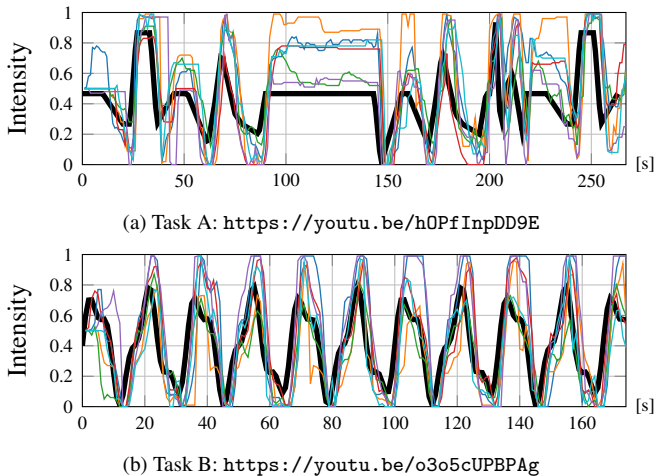 1
0.8
0.6
0.4
0.2
0
Intensity
0 50 100 150 200 250 [s]
(a) Task A: https://youtu.be/hOPfInpDD9E
1
0.8
0.6
0.4
0.2
0
Intensity
0 20 40 60 80 100 120 140 160 [s]
(b) Task B: https://youtu.be/o3o5cUPBPAg